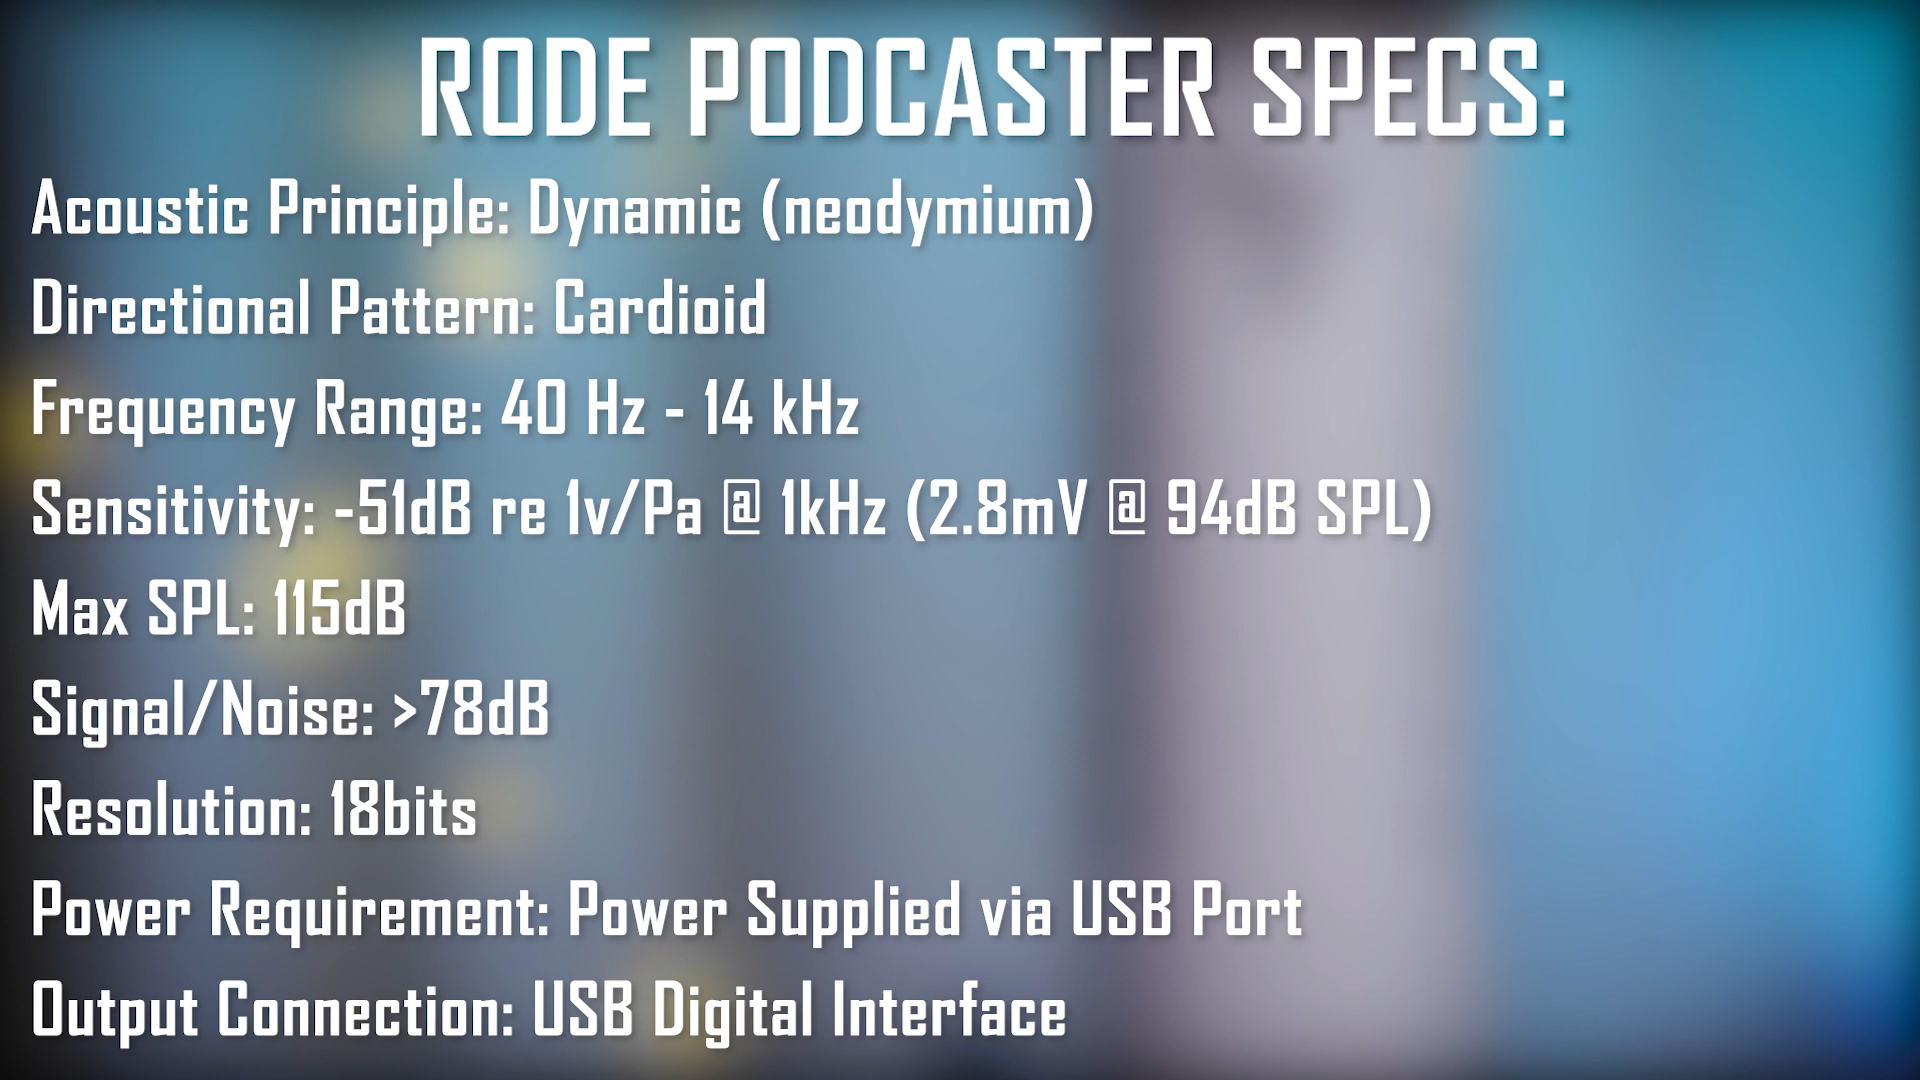 RODE PODCASTER SPECS:
Acoustic Principle: Dynamic (neodymium)
Directional Pattern: Cardioid
Frequency Range: 40 Hz - 14 kHz
Sensitivity: -51dB re 1v/Pa @ 1kHz (2.8mV @ 94dB SPL)
Max SPL: 115dB
Signal/Noise: >78dB
Resolution: 18bits
Power Requirement: Power Supplied via USB Port
Output Connection: USB Digital Interface